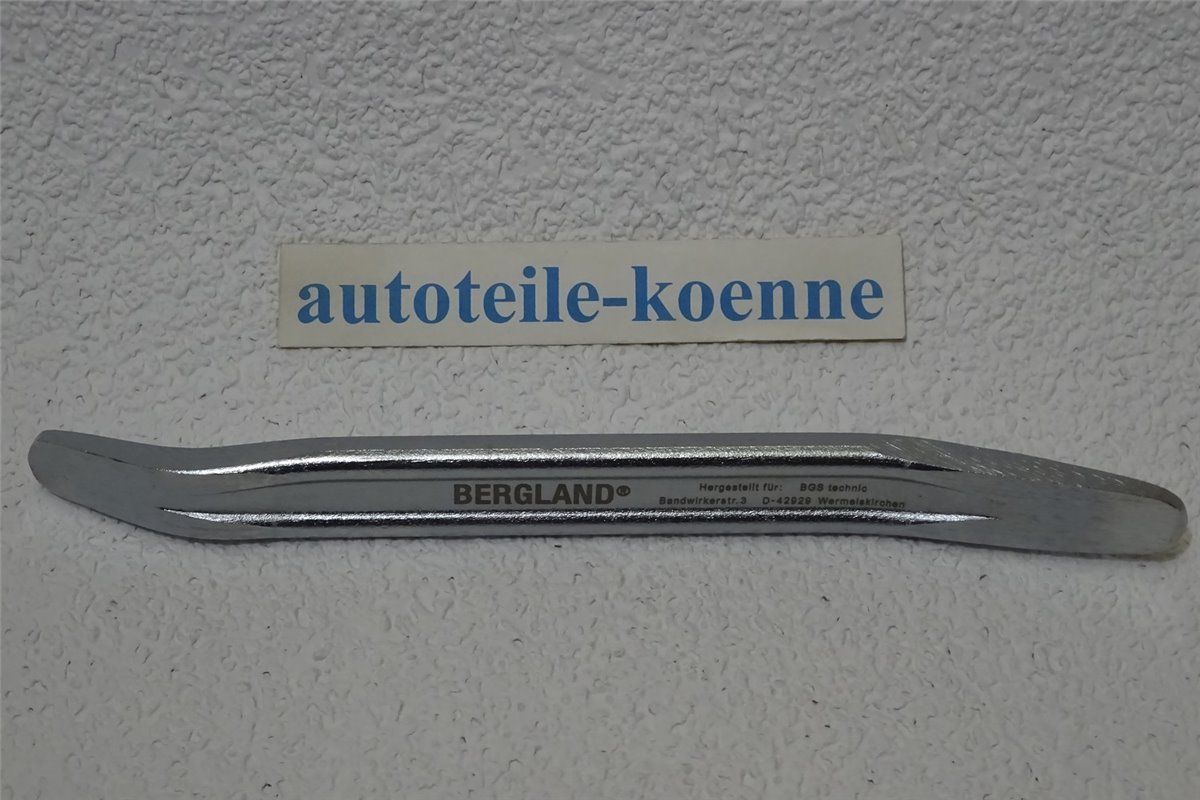 autoteile-koenne
BERGLAND®
Hergestellt für: BGS technic
Bandwirkerstr.3 D-42929 Wermelskirchen